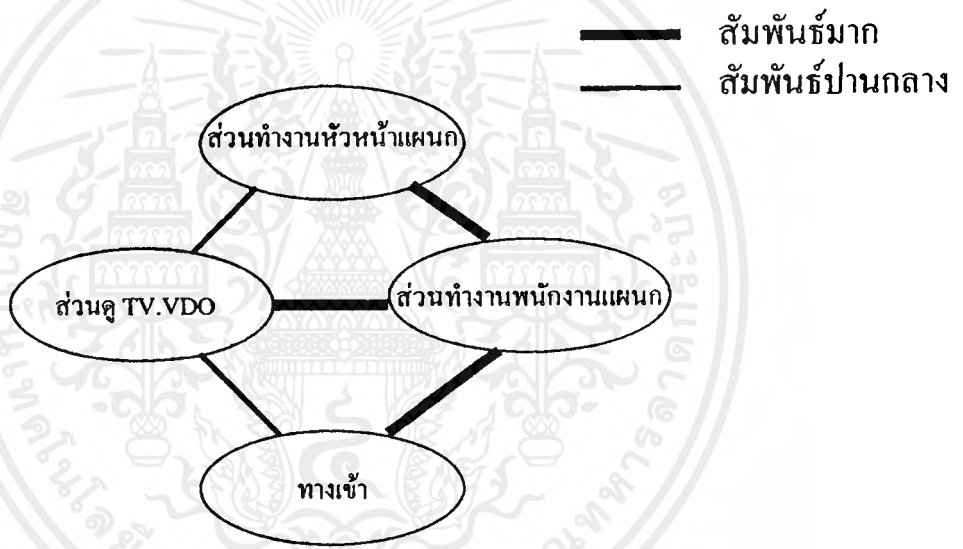 สัมพันธ์มาก
สัมพันธ์ปานกลาง
ส่วนทำงานหัวหน้าแผนก
ส่วนดู TV.VDO
ส่วนทำงานพนักงานแผนก
ทางเข้า